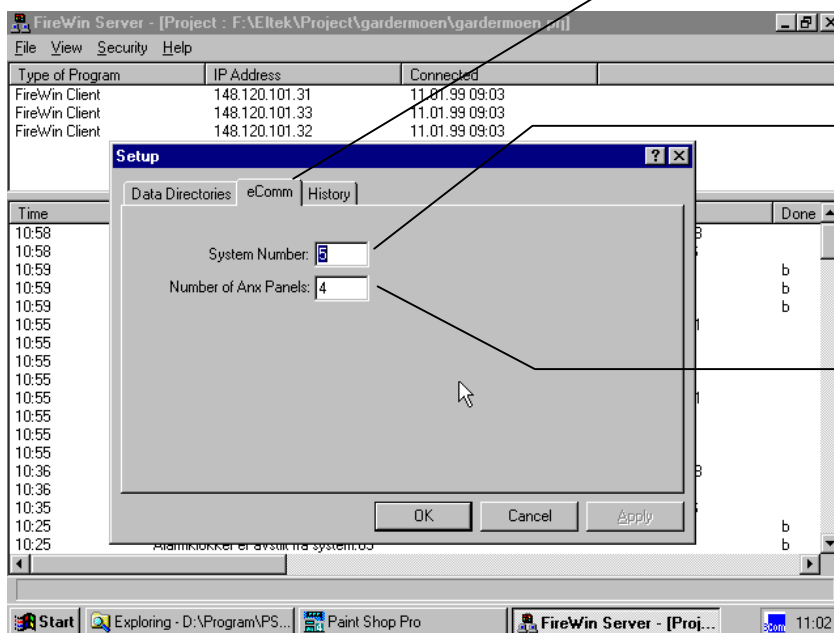 FireWin Server - [Project : F:\Eltek\Project\gardermoen\gardermoen.prj]
File View Security Help
Type of Program IP Address Connected
FireWin Client 148.120.101.31 11.01.99 09:03
FireWin Client 148.120.101.33 11.01.99 09:03
FireWin Client 148.120.101.32 11.01.99 09:03
Setup
Data Directories eComm History
System Number: 5
Number of Anx Panels: 4
OK Cancel Apply
Time Done
10:58
10:58
10:59 b
10:59 b
10:59 b
10:55
10:55
10:55
10:55
10:55
10:55
10:55
10:55
10:36
10:36
10:35
10:25 b
10:25 b
Start Exploring - D:\Program\PS... Paint Shop Pro FireWin Server - [Proj... 11:02